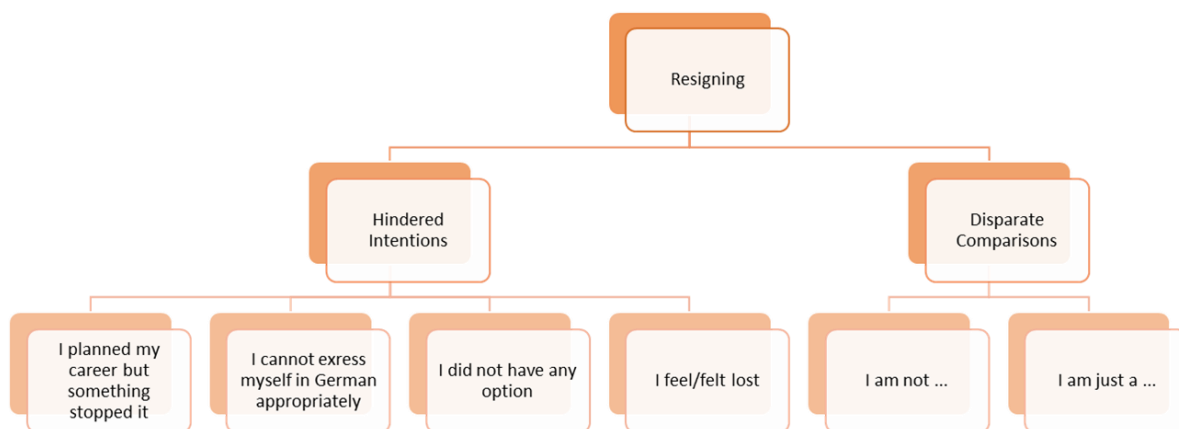 Resigning
Hindered
Intentions
Disparate
Comparisons
I planned my
career but
something
stopped it
I cannot exress
myself in German
appropriately
I did not have any
option
I feel/felt lost
I am not ...
I am just a ...